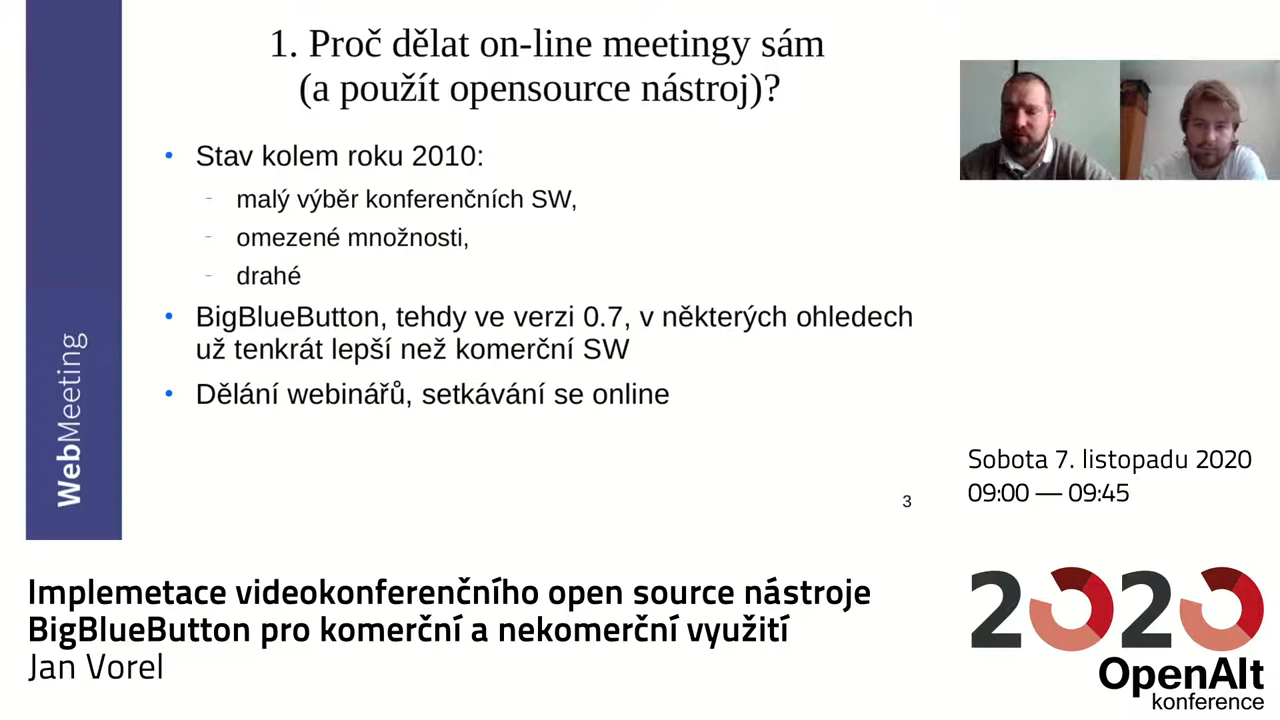 1. Proč dělat on-line meetingy sám
(a použít opensource nástroj)?
Stav kolem roku 2010:
malý výběr konferenčních SW,
omezené množnosti,
drahé
BigBlueButton, tehdy ve verzi 0.7, v některých ohledech
už tenkrát lepší než komerční SW
Dělání webinářů, setkávání se online
3
WebMeeting
Sobota 7. listopadu 2020
09:00 — 09:45
Implemetace videokonferenčního open source nástroje
BigBlueButton pro komerční a nekomerční využití
Jan Vorel
2020
OpenAlt
konference